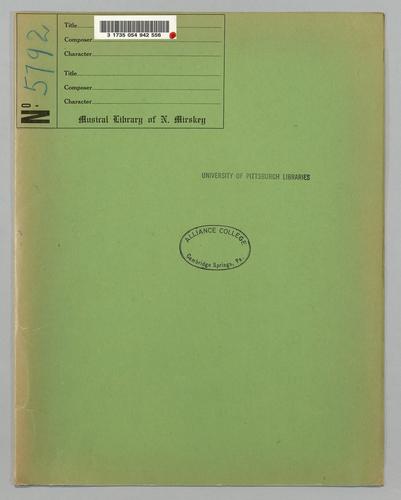 No. 5792
Title
3 1735 054 942 556
Composer
Character
Title
Composer
Character
Musical Library of N. Mirskey
UNIVERSITY OF PITTSBURGH LIBRARIES
ALLIANCE COLLEGE
Cambridge Springs, Pa.